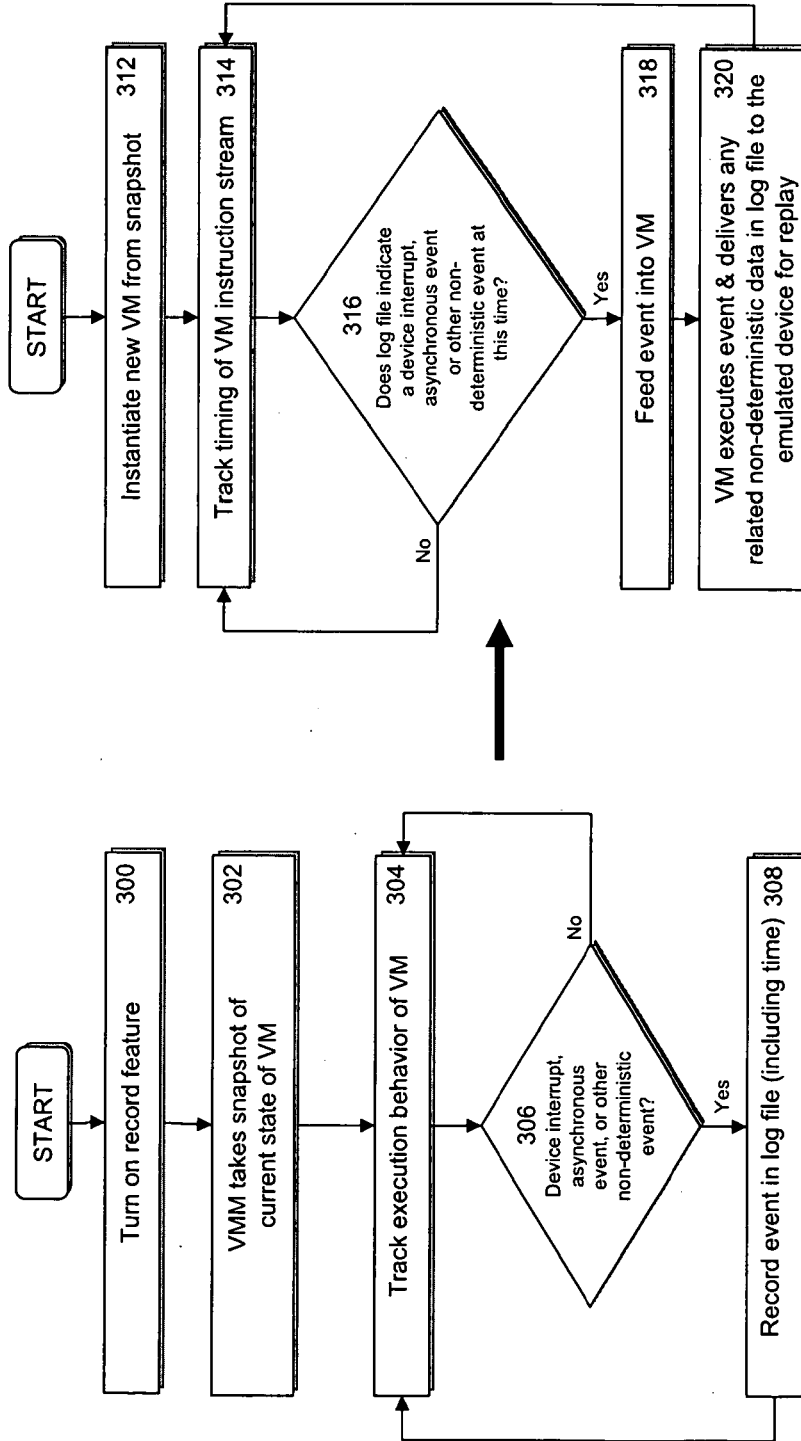 START
Turn on record feature 300
VMM takes snapshot of 302
current state of VM
Track execution behavior of VM 304
306
Device interrupt,
asynchronous
event, or other
non-deterministic
event?
No
Yes
Record event in log file (including time) 308
START
Instantiate new VM from snapshot 312
Track timing of VM instruction stream 314
316
Does log file indicate
a device interrupt,
asynchronous event
or other non-
deterministic event at
this time?
No
Yes
Feed event into VM 318
VM executes event & delivers any 320
related non-deterministic data in log file to the
emulated device for replay